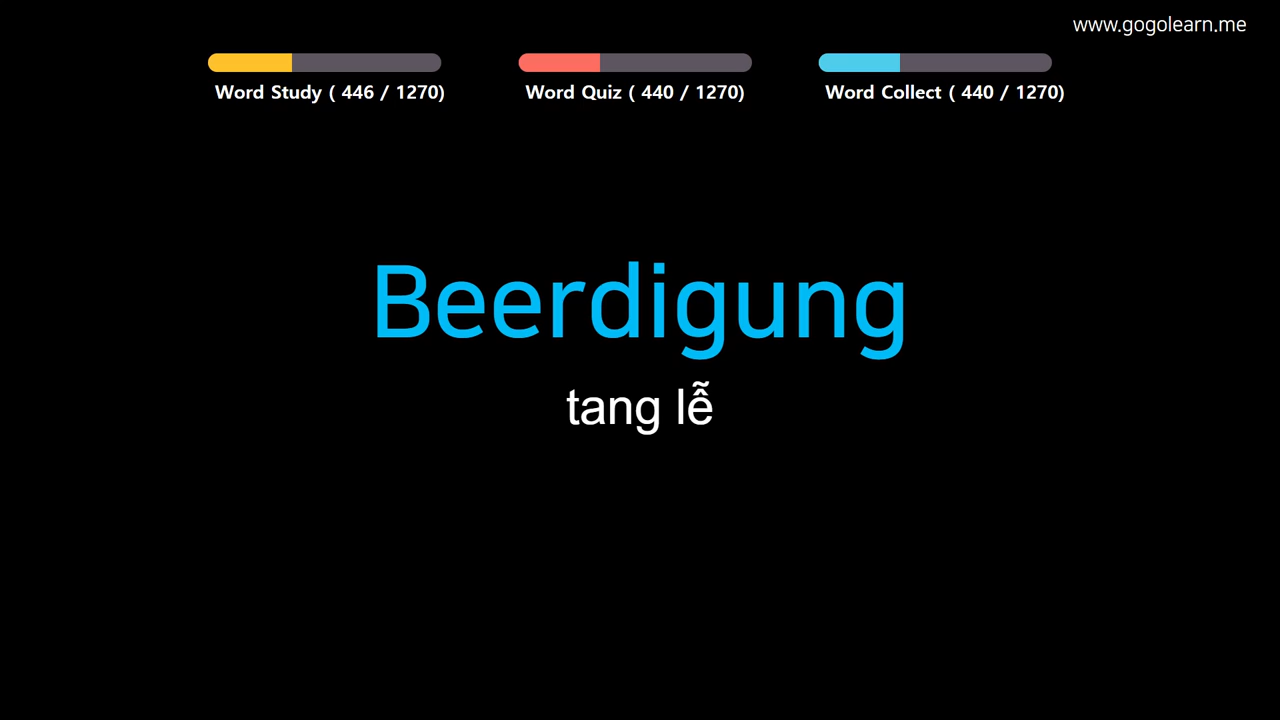 www.gogolearn.me
Word Study ( 446 / 1270)
Word Quiz ( 440 / 1270)
Word Collect ( 440 / 1270)
Beerdigung
tang lễ